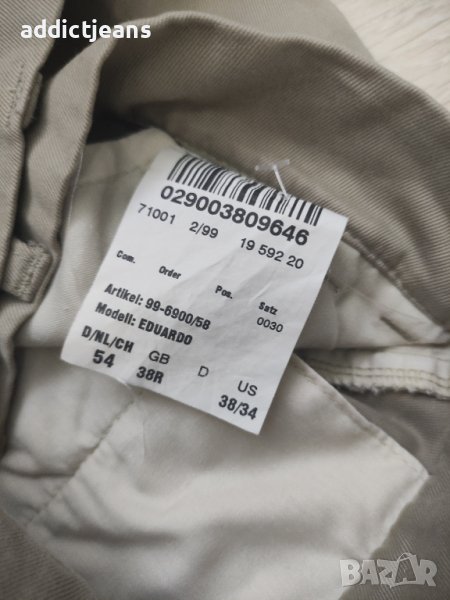 addictjeans
029003809646
71001 2/99 19 592 20
Com. Order Pos. Satz
0030
Artikel: 99-6900/58
Modell: EDUARDO
D/NL/CH GB D US
54 38R 38/34
BAZAR